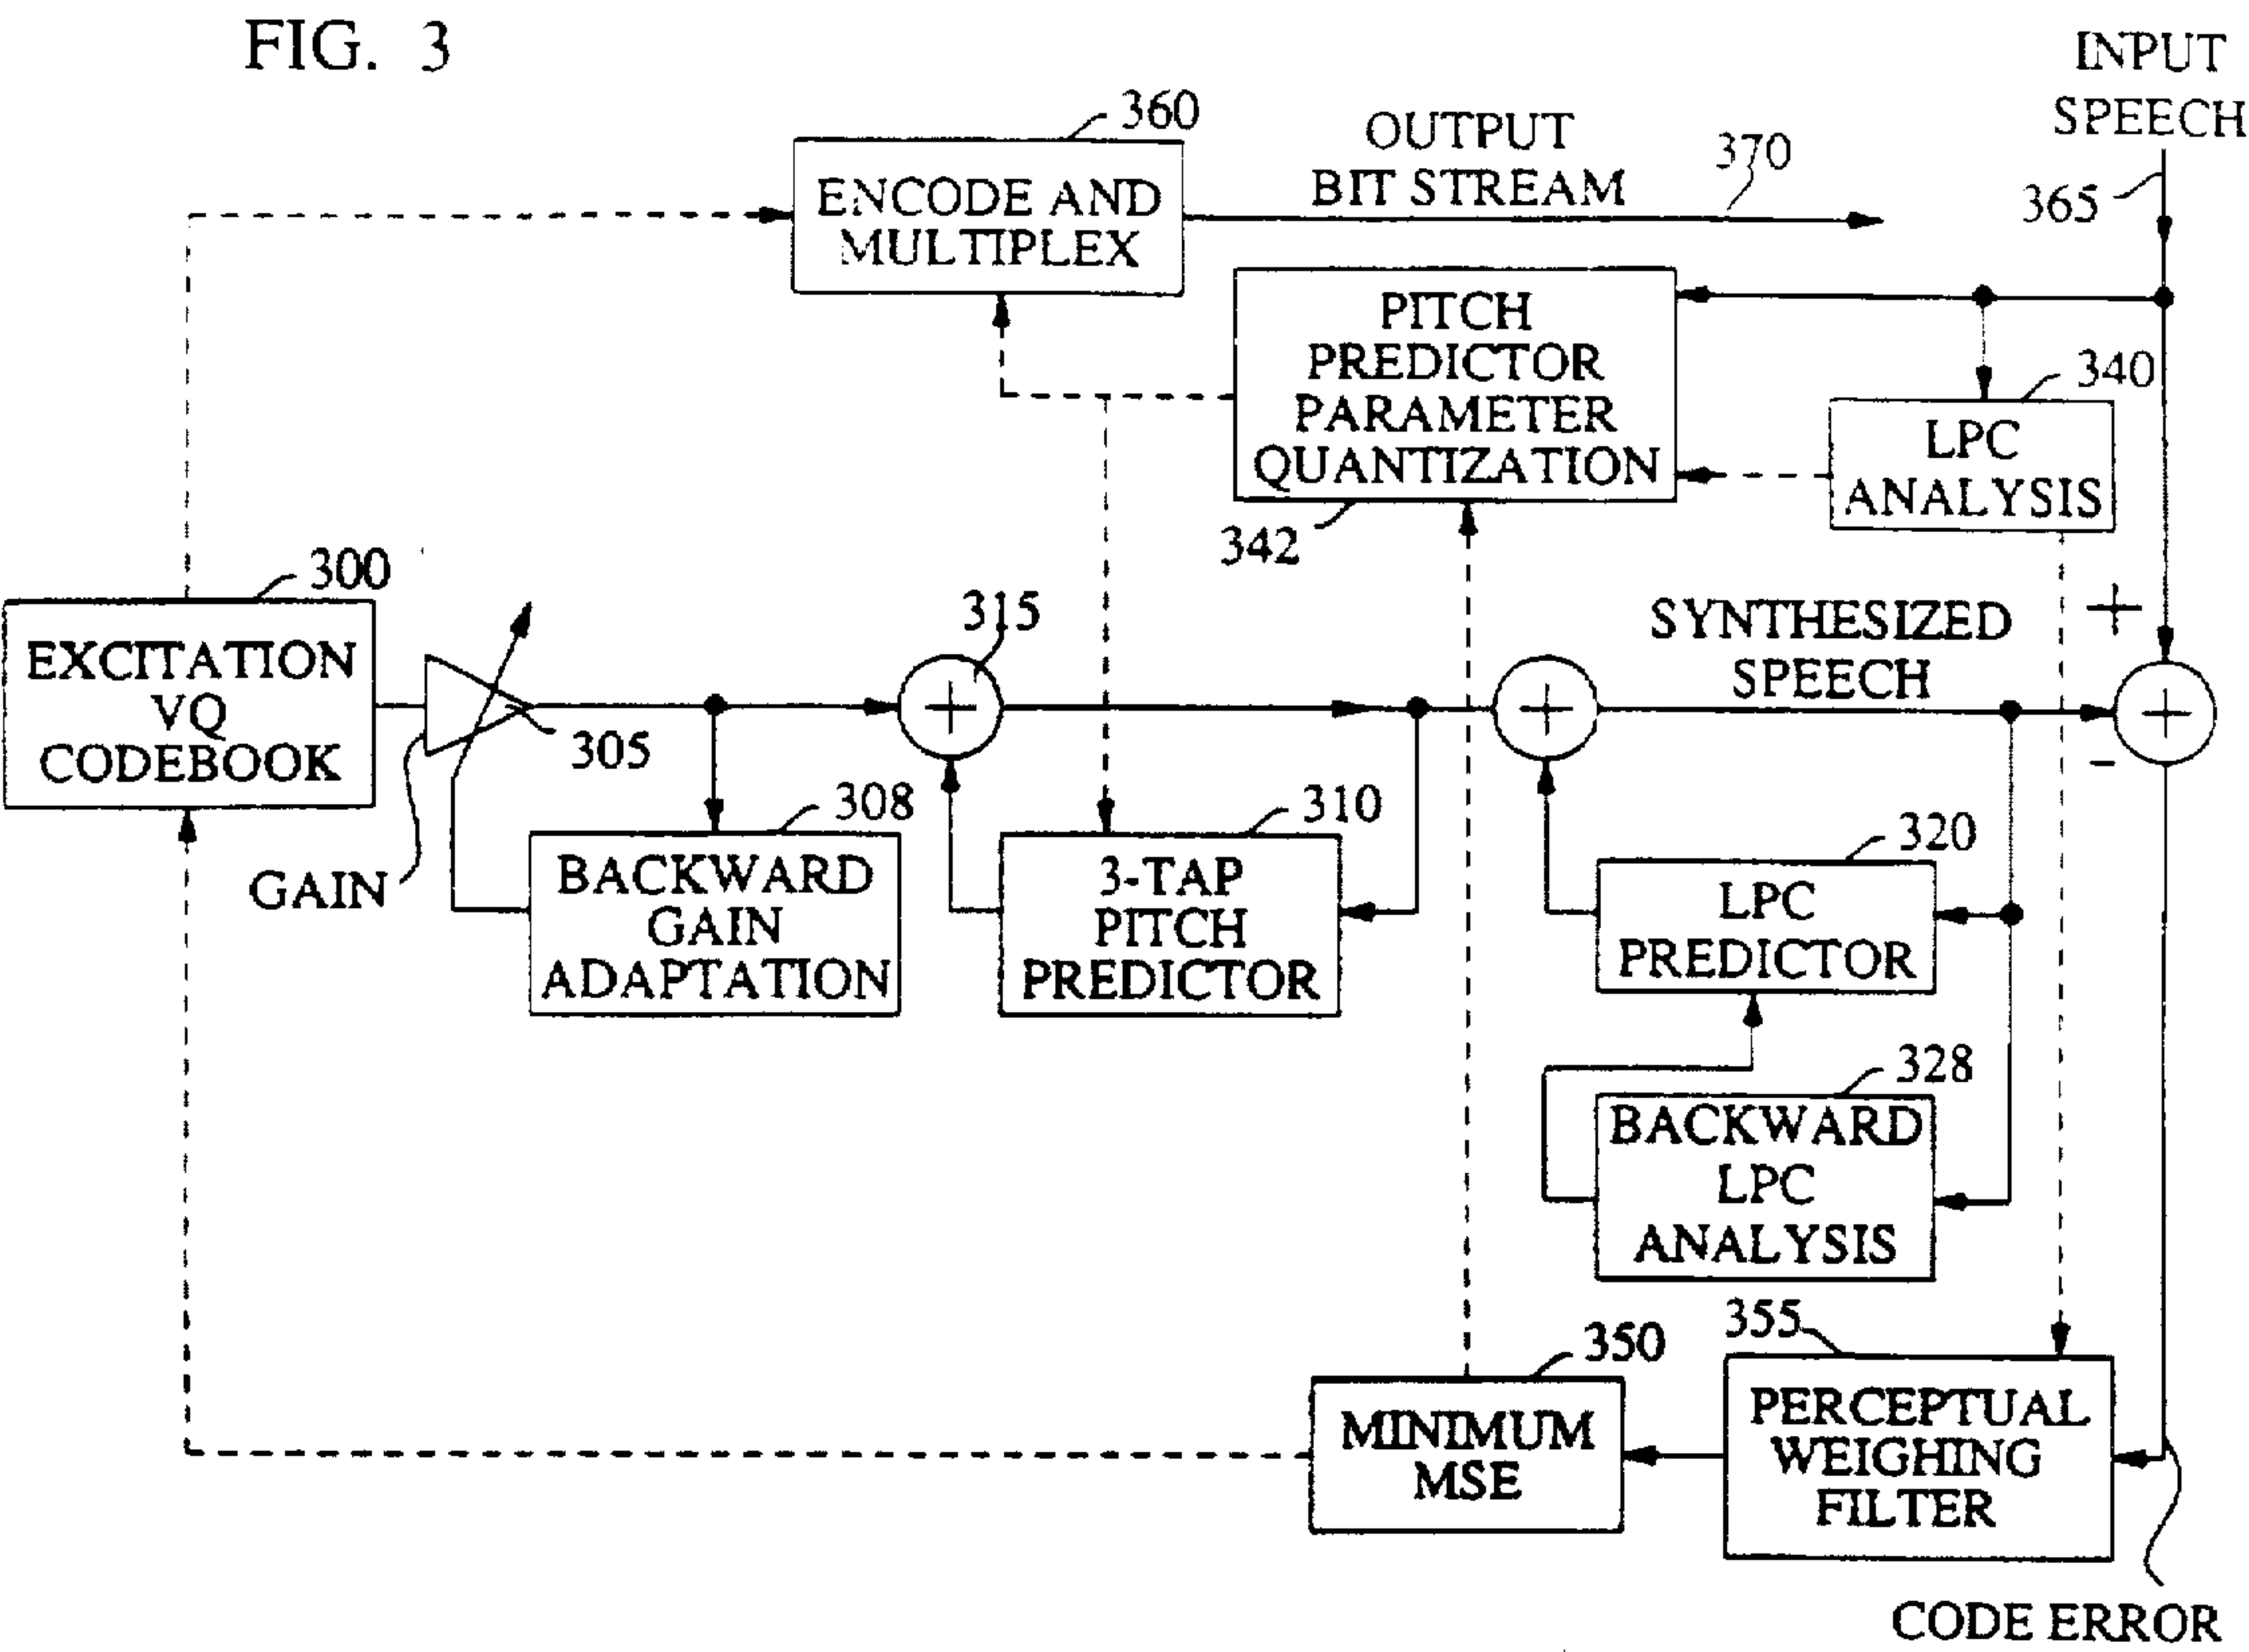 FIG. 3
INPUT
SPEECH
365
360
ENCODE AND
MULTIPLEX
OUTPUT
BIT STREAM
370
PITCH
PREDICTOR
PARAMETER
QUANTIZATION
342
340
LPC
ANALYSIS
300
EXCITATION
VQ
CODEBOOK
GAIN
305
308
BACKWARD
GAIN
ADAPTATION
315
+
310
3-TAP
PITCH
PREDICTOR
+
SYNTHESIZED
SPEECH
+
+
-
320
LPC
PREDICTOR
328
BACKWARD
LPC
ANALYSIS
350
MINIMUM
MSE
355
PERCEPTUAL
WEIGHING
FILTER
CODE ERROR